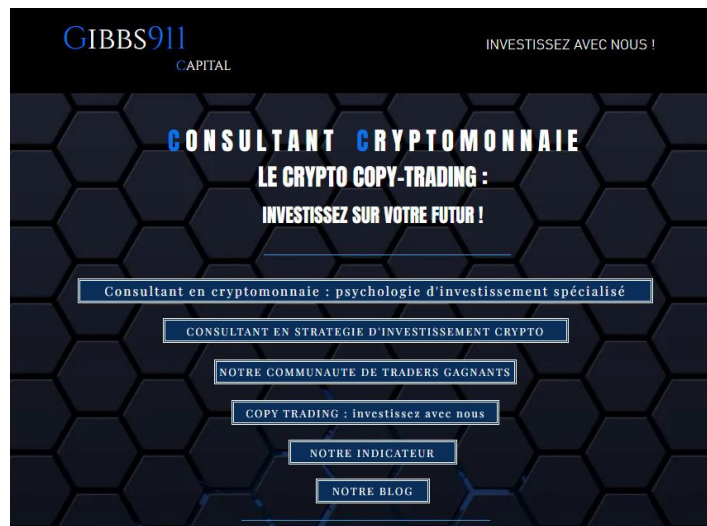 GIBBS911
CAPITAL
INVESTISSEZ AVEC NOUS !
CONSULTANT CRYPTOMONNAIE
LE CRYPTO COPY-TRADING :
INVESTISSEZ SUR VOTRE FUTUR !
Consultant en cryptomonnaie : psychologie d'investissement spécialisé
CONSULTANT EN STRATEGIE D'INVESTISSEMENT CRYPTO
NOTRE COMMUNAUTE DE TRADERS GAGNANTS
COPY TRADING : investissez avec nous
NOTRE INDICATEUR
NOTRE BLOG